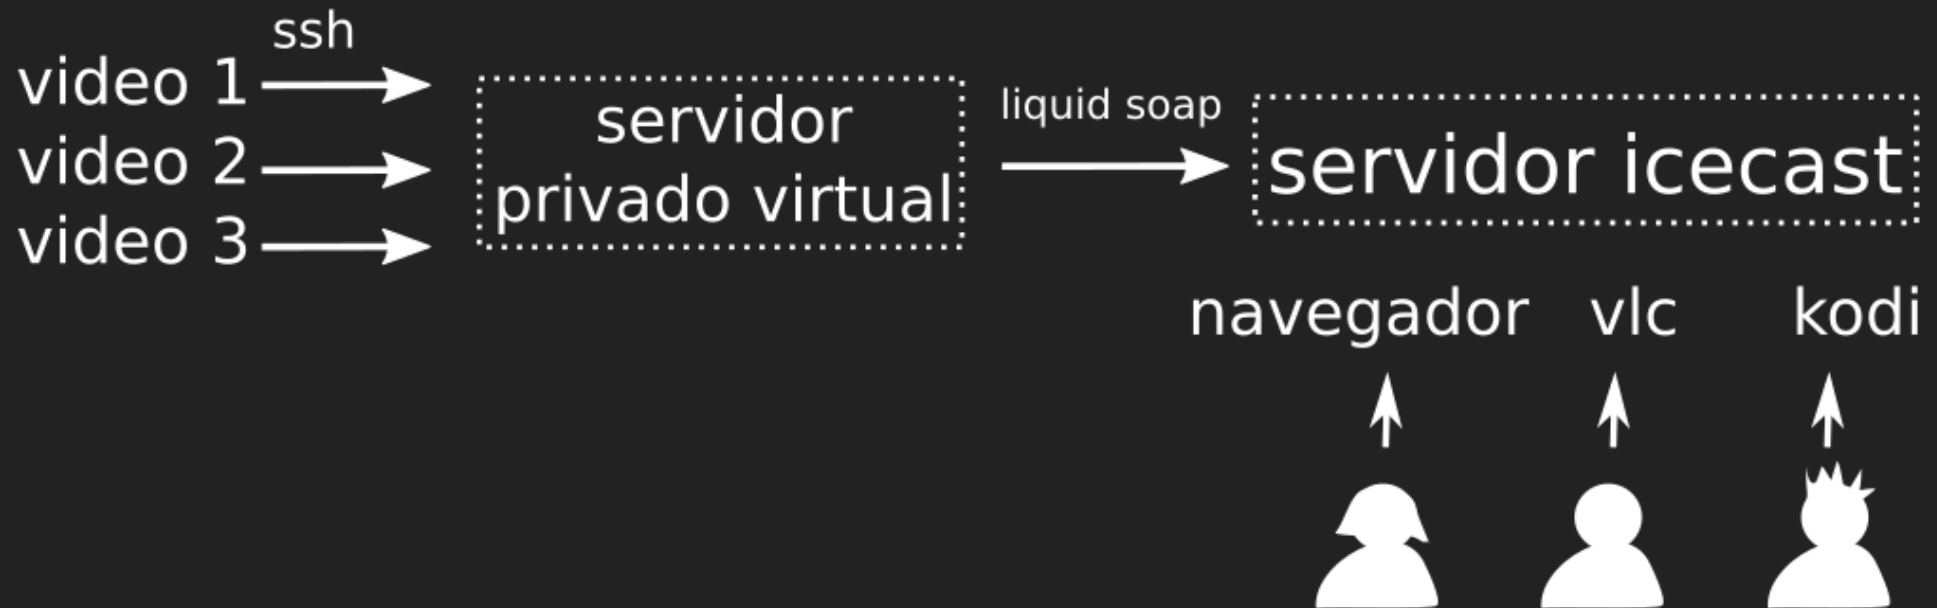 ssh
video 1
video 2
video 3
servidor
privado virtual
liquid soap
servidor icecast
navegador
vlc
kodi